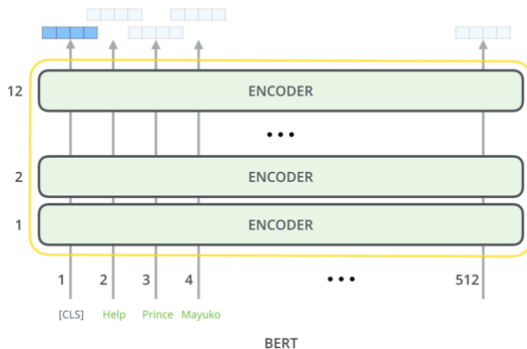 12 ENCODER
...
2 ENCODER
1 ENCODER
1 2 3 4 ... 512
[CLS] Help Prince Mayuko
BERT